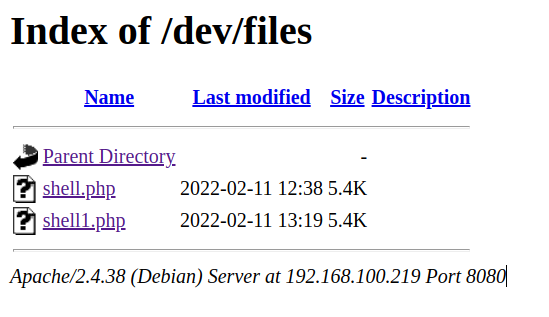 Index of /dev/files
Name Last modified Size Description
Parent Directory -
shell.php 2022-02-11 12:38 5.4K
shell1.php 2022-02-11 13:19 5.4K
Apache/2.4.38 (Debian) Server at 192.168.100.219 Port 8080